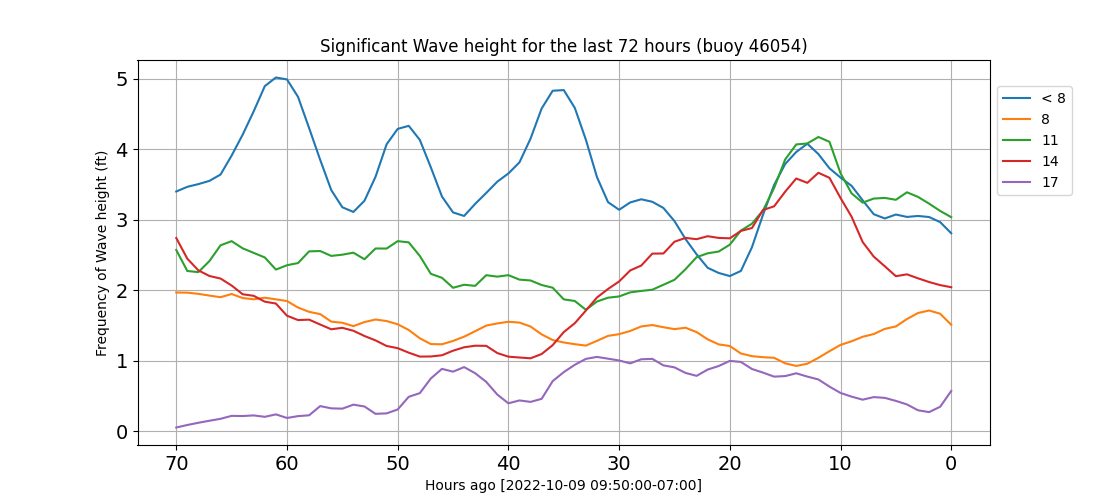 Significant Wave height for the last 72 hours (buoy 46054)
Frequency of Wave height (ft)
5
4
3
2
1
0
70 60 50 40 30 20 10 0
Hours ago [2022-10-09 09:50:00-07:00]
< 8
8
11
14
17